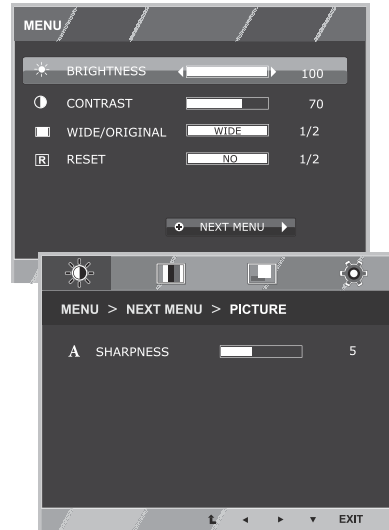 MENU
BRIGHTNESS 100
CONTRAST 70
WIDE/ORIGINAL WIDE 1/2
R RESET NO 1/2
NEXT MENU
MENU > NEXT MENU > PICTURE
A SHARPNESS 5
EXIT